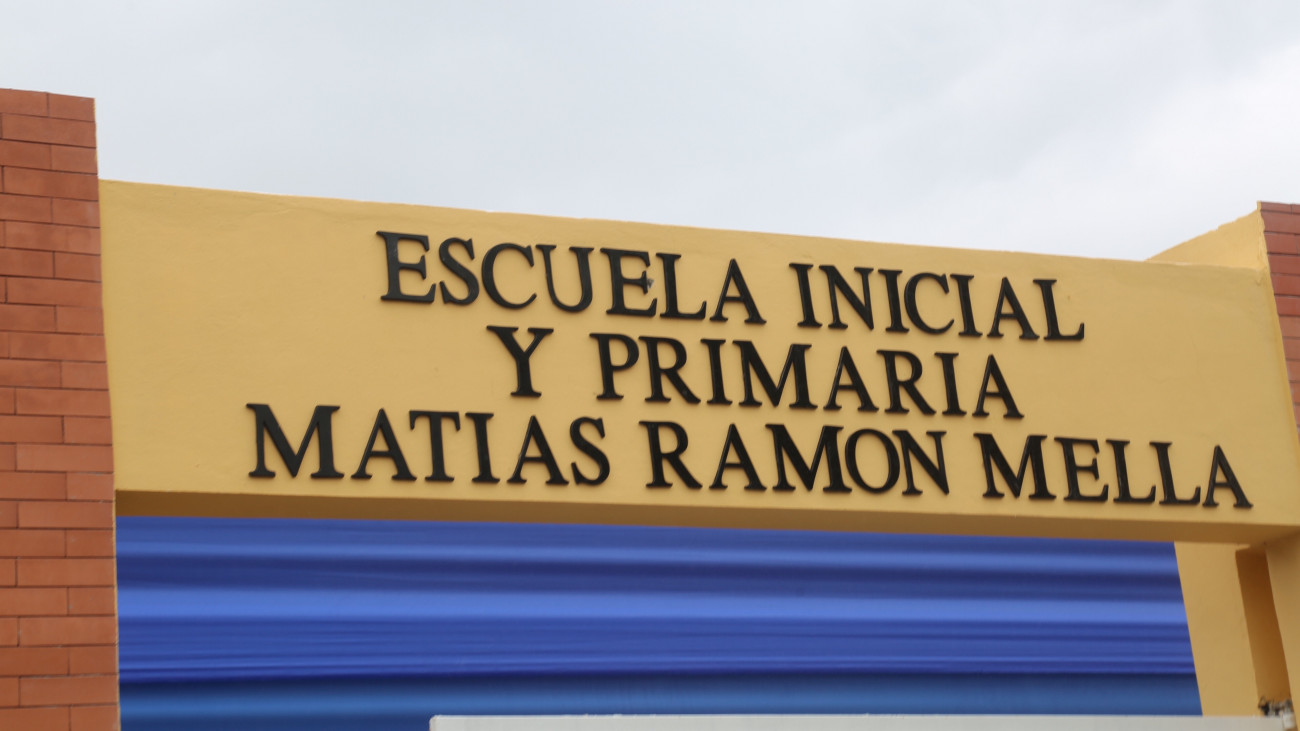 ESCUELA INICIAL
Y PRIMARIA
MATIAS RAMON MELLA